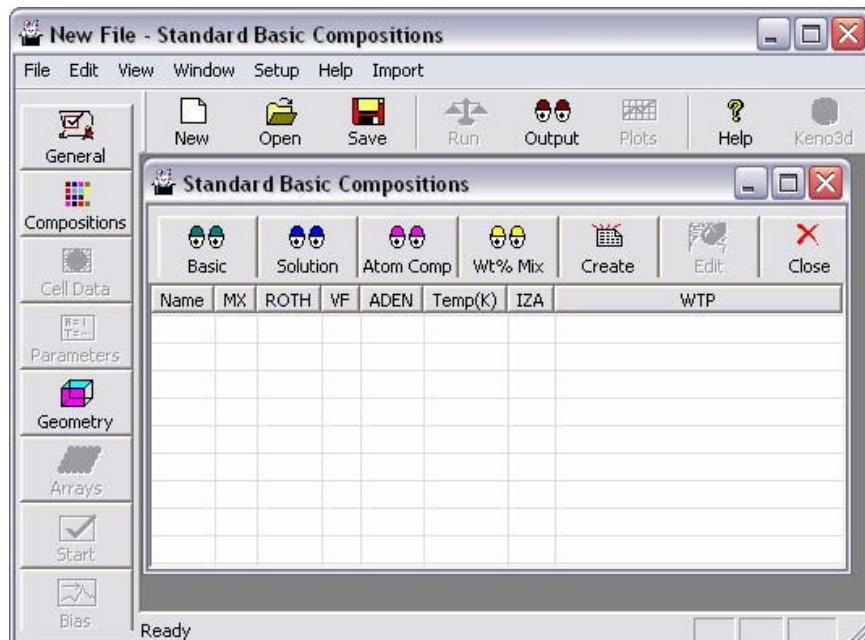 New File - Standard Basic Compositions
File Edit View Window Setup Help Import
General
Compositions
Cell Data
Parameters
Geometry
Arrays
Start
Bias
New Open Save Run Output Plots Help Keno3d
Standard Basic Compositions
Basic Solution Atom Comp Wt% Mix Create Edit Close
Name MX ROTH VF ADEN Temp(K) IZA WTP
Ready